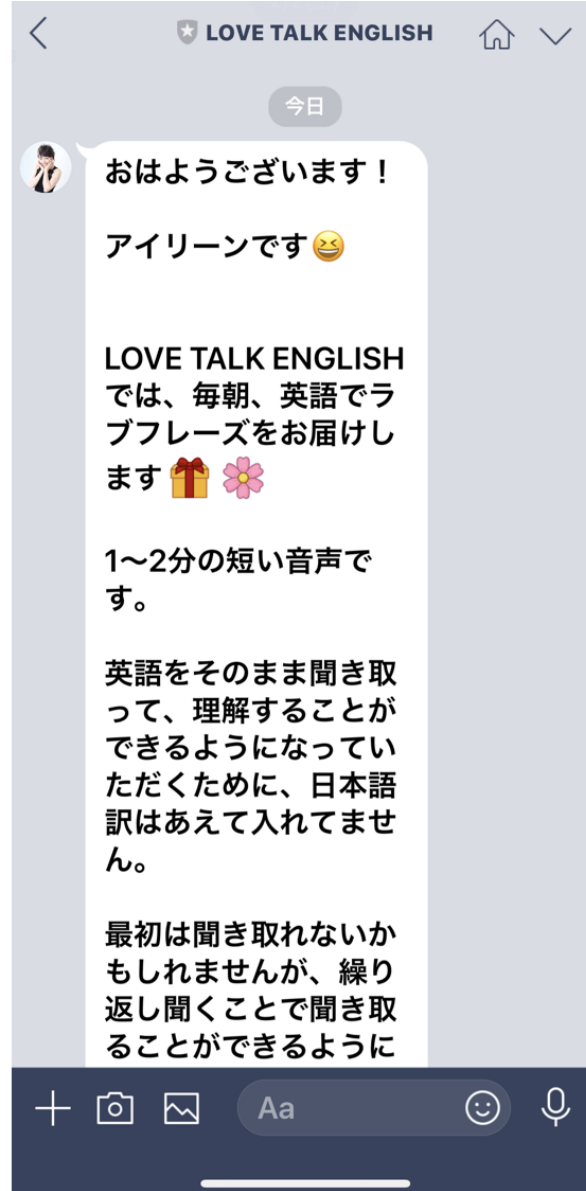 LOVE TALK ENGLISH
今日
おはようございます！
アイリーンです😆
LOVE TALK ENGLISH
では、毎朝、英語でラ
ブフレーズをお届けし
ます🎁 🌸
1〜2分の短い音声で
す。
英語をそのまま聞き取
って、理解することが
できるようになってい
ただくために、日本語
訳はあえて入れてませ
ん。
最初は聞き取れないか
もしれませんが、繰り
返し聞くことで聞き取
ることができるように
Aa